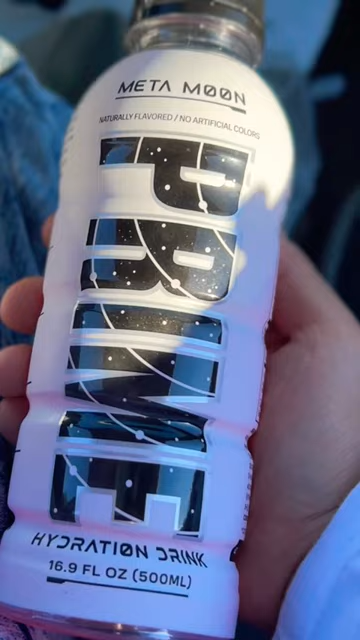 META MOON
NATURALLY FLAVORED / NO ARTIFICIAL COLORS
PRIME
HYDRATION DRINK
16.9 FL OZ (500ML)